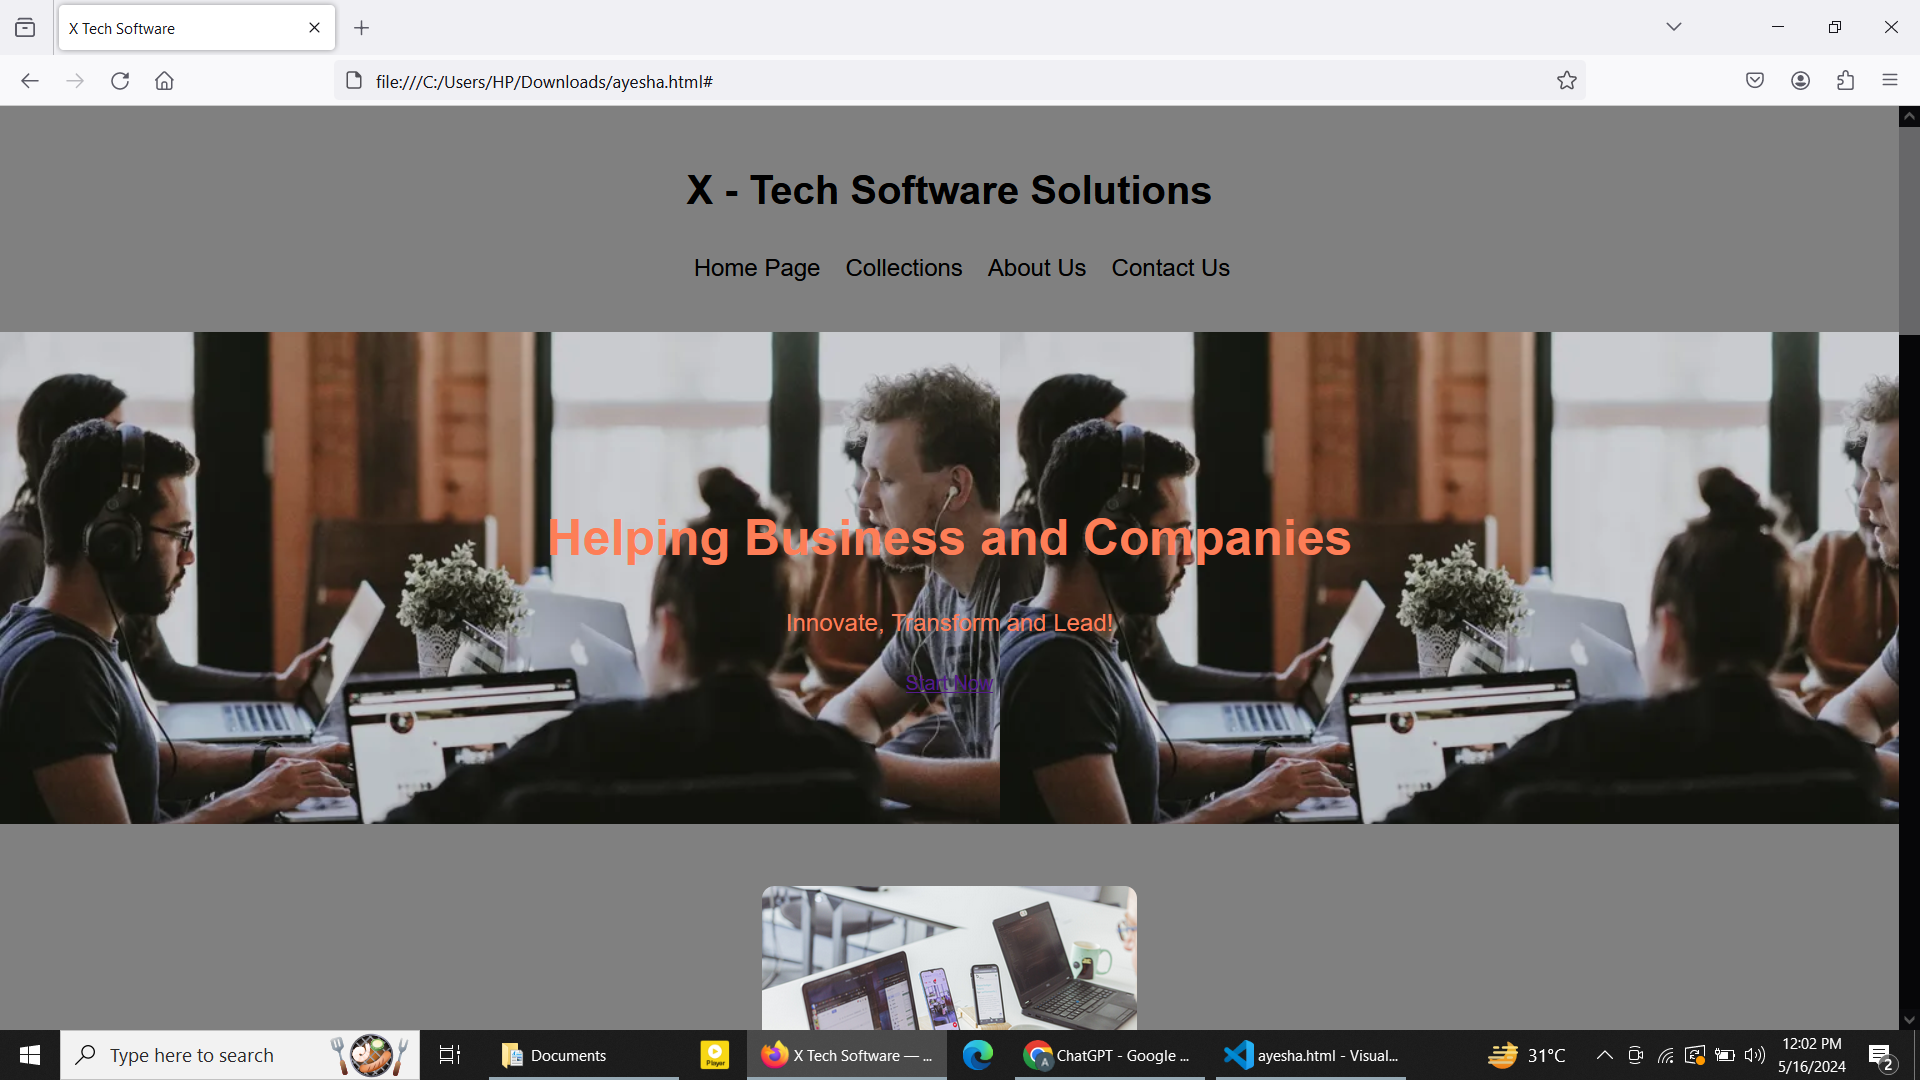 X Tech Software
file:///C:/Users/HP/Downloads/ayesha.html#
X - Tech Software Solutions
Home Page Collections About Us Contact Us
Helping Business and Companies
Innovate, Transform and Lead!
Start Now
Type here to search
Documents
Player
X Tech Software — ...
A
ChatGPT - Google ...
ayesha.html - Visual...
31°C
12:02 PM
5/16/2024
2